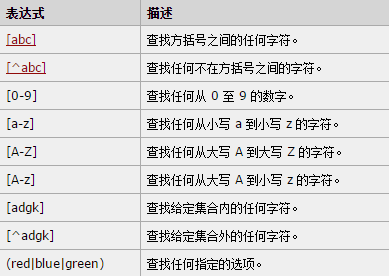 表达式 描述
[abc] 查找方括号之间的任何字符。
[^abc] 查找任何不在方括号之间的字符。
[0-9] 查找任何从 0 至 9 的数字。
[a-z] 查找任何从小写 a 到小写 z 的字符。
[A-Z] 查找任何从大写 A 到大写 Z 的字符。
[A-z] 查找任何从大写 A 到小写 z 的字符。
[adgk] 查找给定集合内的任何字符。
[^adgk] 查找给定集合外的任何字符。
(red|blue|green) 查找任何指定的选项。